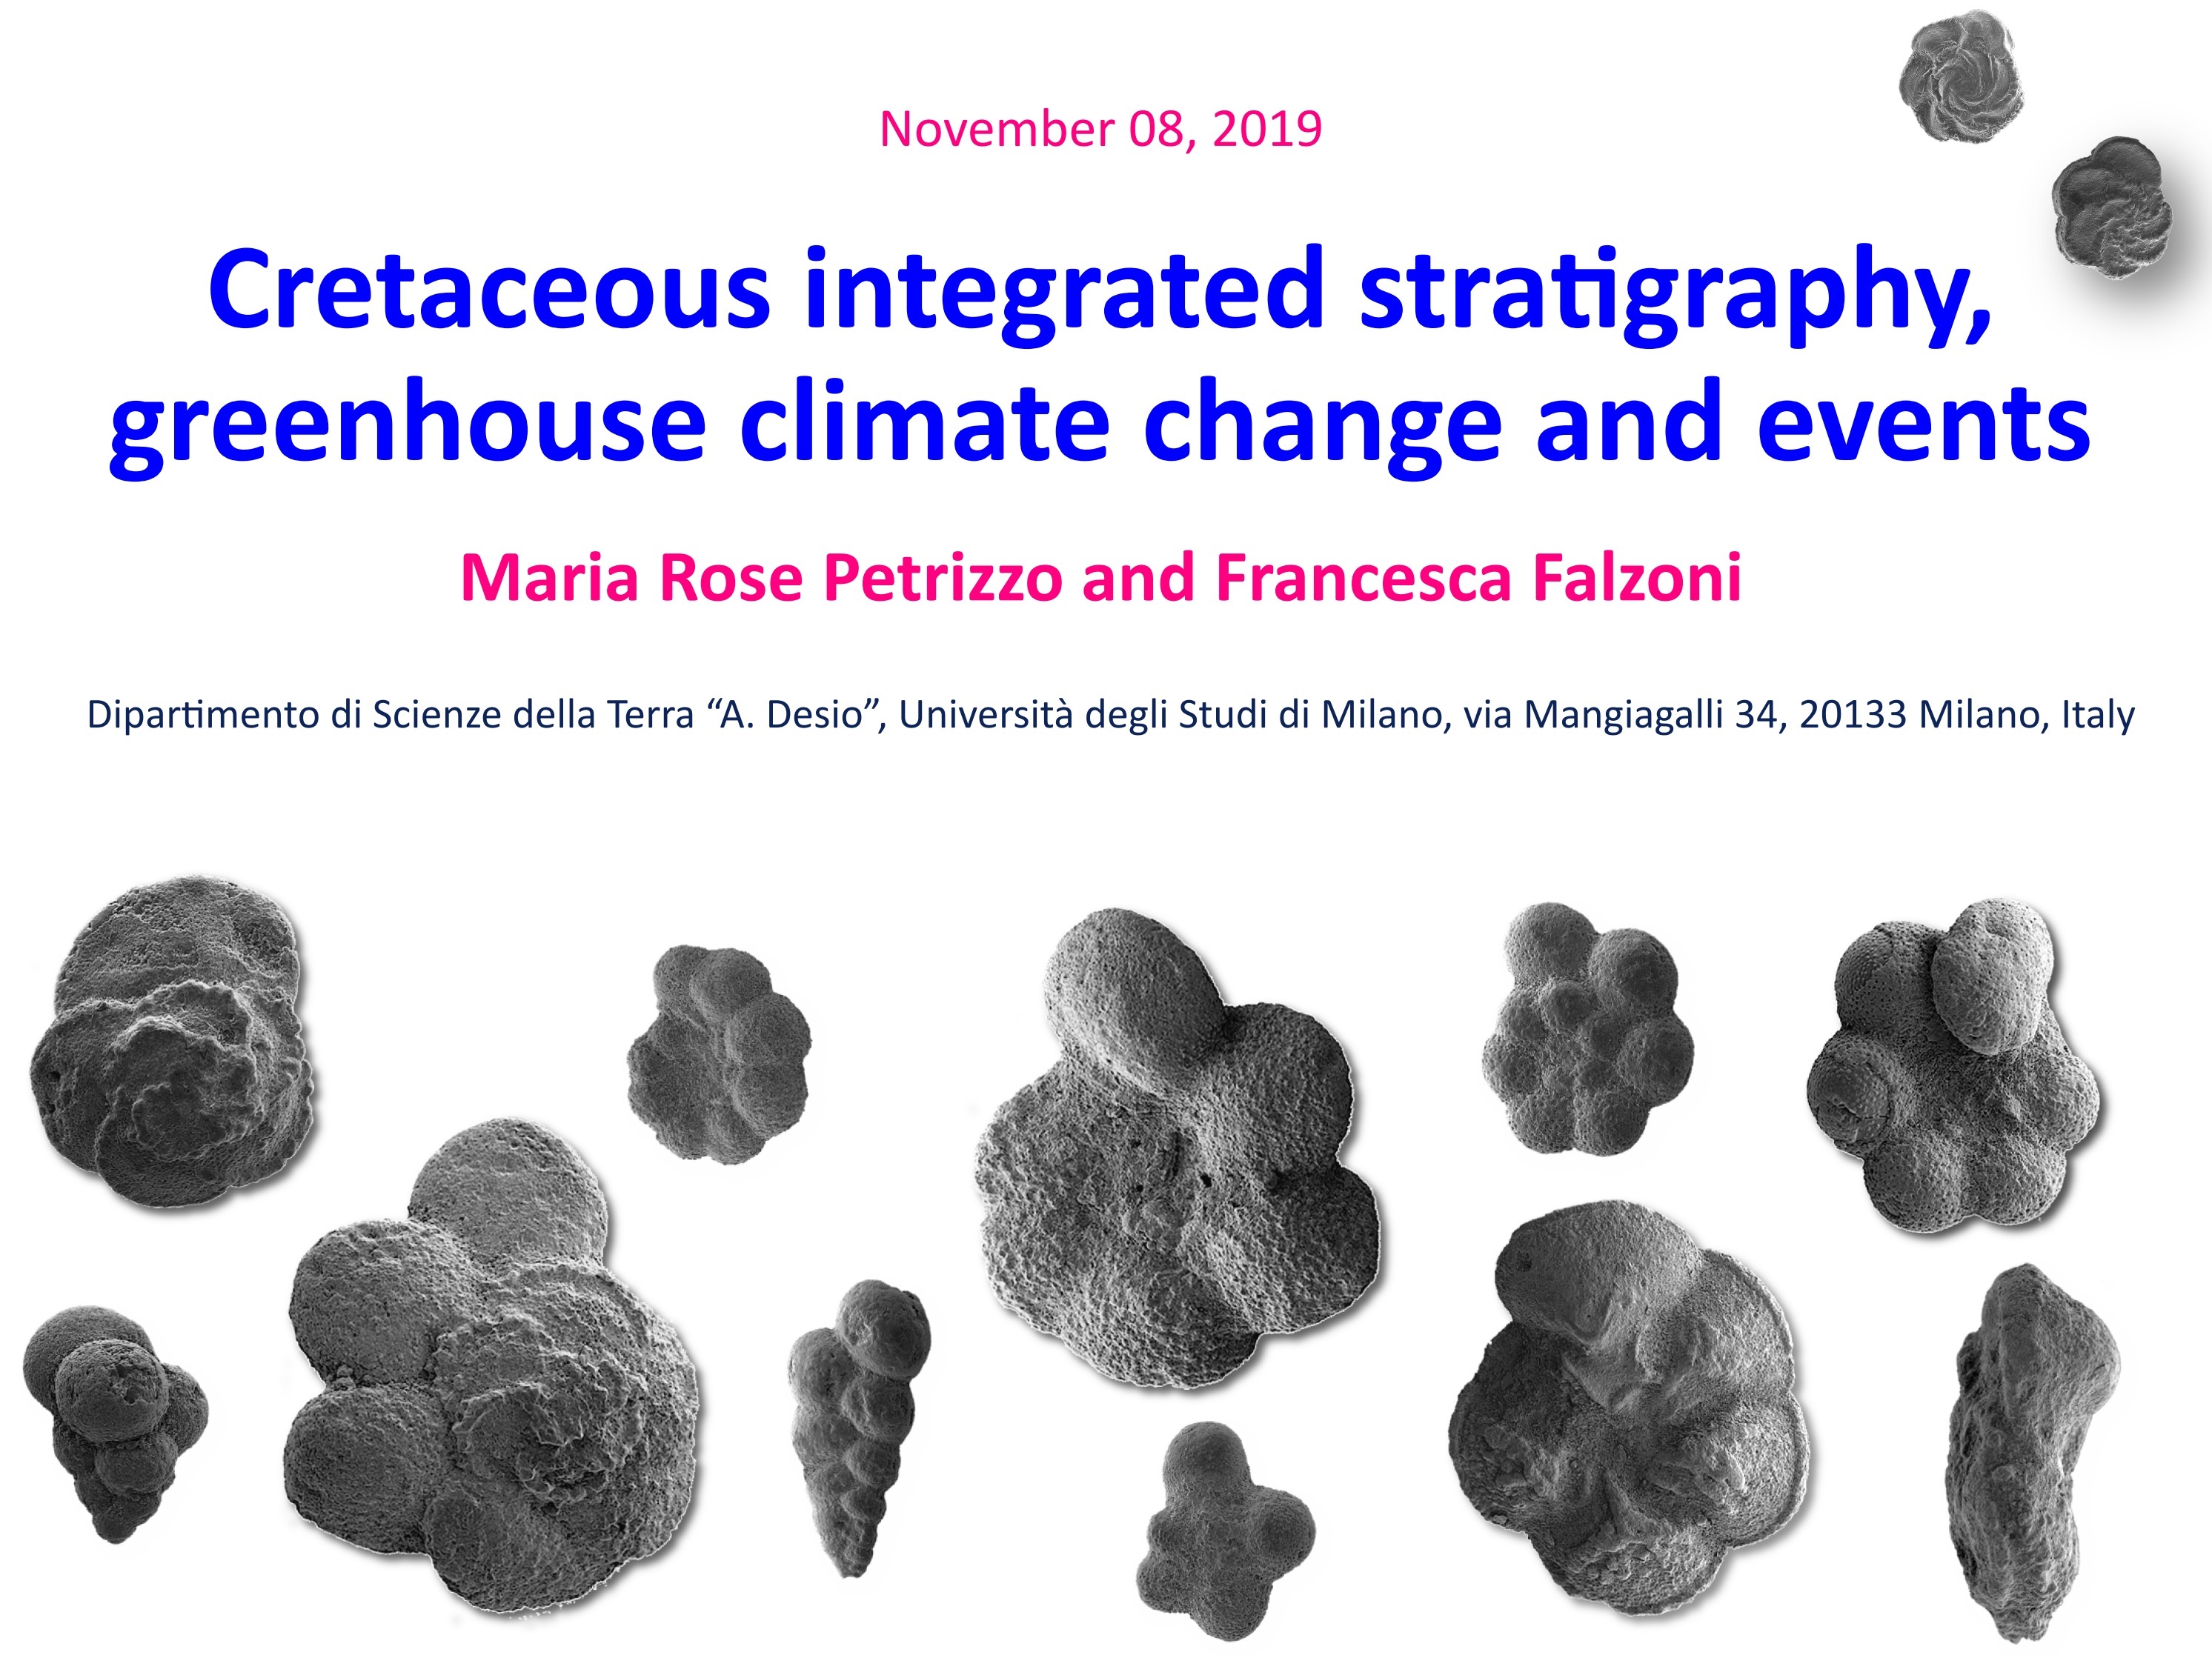 November 08, 2019
Cretaceous integrated stratigraphy,
greenhouse climate change and events
Maria Rose Petrizzo and Francesca Falzoni
Dipartimento di Scienze della Terra “A. Desio”, Università degli Studi di Milano, via Mangiagalli 34, 20133 Milano, Italy